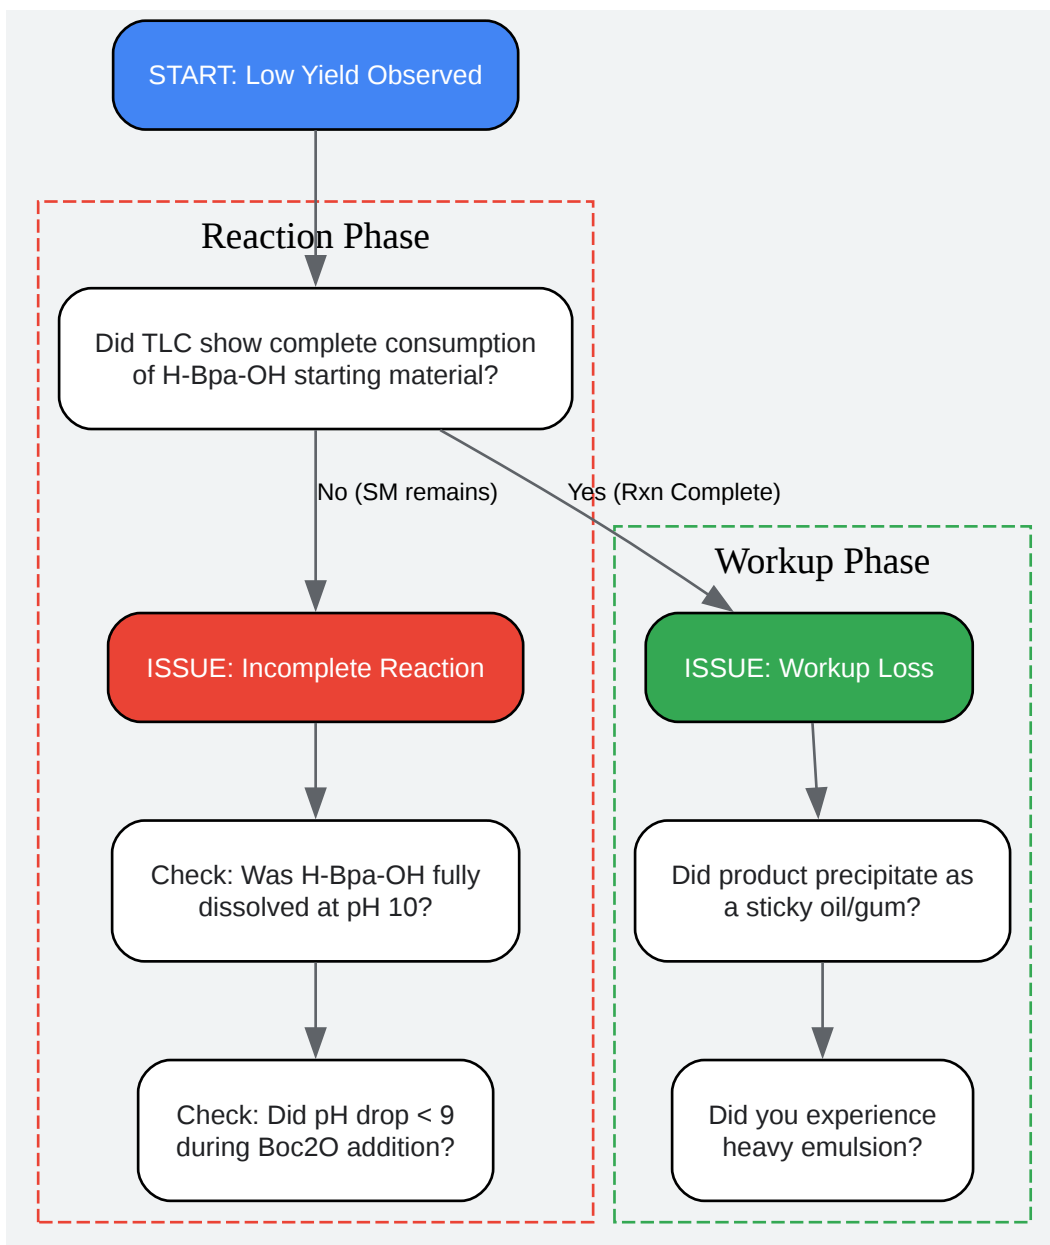 START: Low Yield Observed
Reaction Phase
Did TLC show complete consumption
of H-Bpa-OH starting material?
No (SM remains)
Yes (Rxn Complete)
Workup Phase
ISSUE: Incomplete Reaction
ISSUE: Workup Loss
Check: Was H-Bpa-OH fully
dissolved at pH 10?
Did product precipitate as
a sticky oil/gum?
Check: Did pH drop < 9
during Boc2O addition?
Did you experience
heavy emulsion?